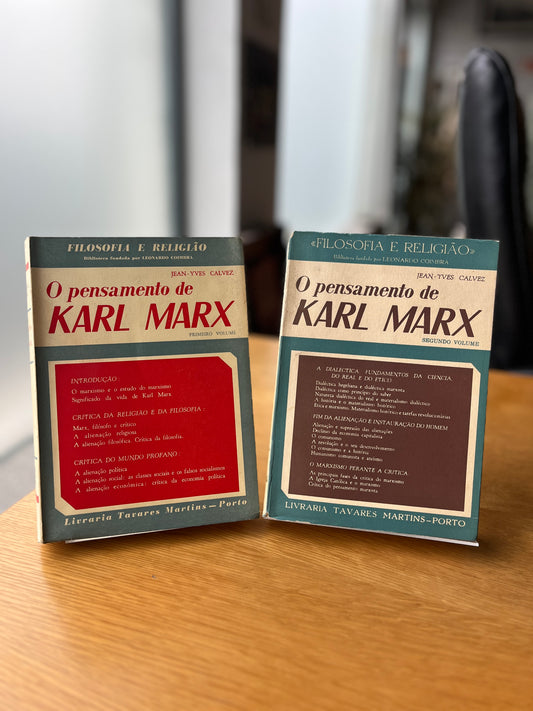 FILOSOFIA E RELIGIÃO
Biblioteca fundada por LEONARDO COIMBRA
JEAN-YVES CALVEZ
O pensamento de
KARL MARX
PRIMEIRO VOLUME
INTRODUÇÃO:
O marxismo e o estudo do marxismo
Significado da vida de Karl Marx
CRÍTICA DA RELIGIÃO E DA FILOSOFIA:
Marx, filósofo e crítico
A alienação religiosa
A alienação filosófica. Crítica da filosofia.
CRÍTICA DO MUNDO PROFANO:
A alienação política
A alienação social: as classes sociais e os falsos socialismos
A alienação económica: crítica da economia política
Livraria Tavares Martins—Porto
«FILOSOFIA E RELIGIÃO»
Biblioteca fundada por LEONARDO COIMBRA
JEAN-YVES CALVEZ
O pensamento de
KARL MARX
SEGUNDO VOLUME
A DIALÉCTICA: FUNDAMENTOS DA CIÊNCIA
DO REAL E DO ÉTICO
Dialéctica hegeliana e dialéctica marxista
Dialéctica como princípio do saber
Natureza dialéctica do real e materialismo dialéctico
A história e o materialismo histórico
Ética e marxismo. Materialismo histórico e tarefas revolucionárias
FIM DA ALIENAÇÃO E INSTAURAÇÃO DO HOMEM
Alienação e supressão das alienações
Declínio da economia capitalista
O comunismo
A revolução e o seu desenvolvimento
O comunismo e a história
Humanismo comunista e ateísmo
O MARXISMO PERANTE A CRÍTICA
As principais fases da crítica do marxismo
A Igreja Católica e o marxismo
Crítica do pensamento marxista
LIVRARIA TAVARES MARTINS—PORTO